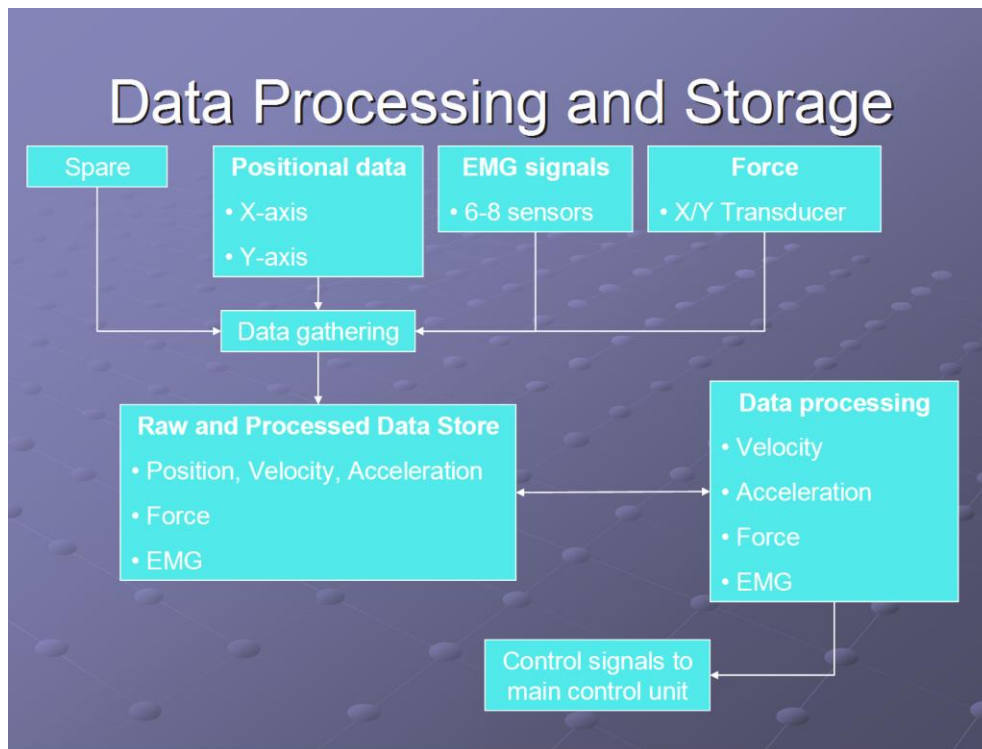 Data Processing and Storage
Spare
Positional data
• X-axis
• Y-axis
EMG signals
• 6-8 sensors
Force
• X/Y Transducer
Data gathering
Raw and Processed Data Store
• Position, Velocity, Acceleration
• Force
• EMG
Data processing
• Velocity
• Acceleration
• Force
• EMG
Control signals to
main control unit